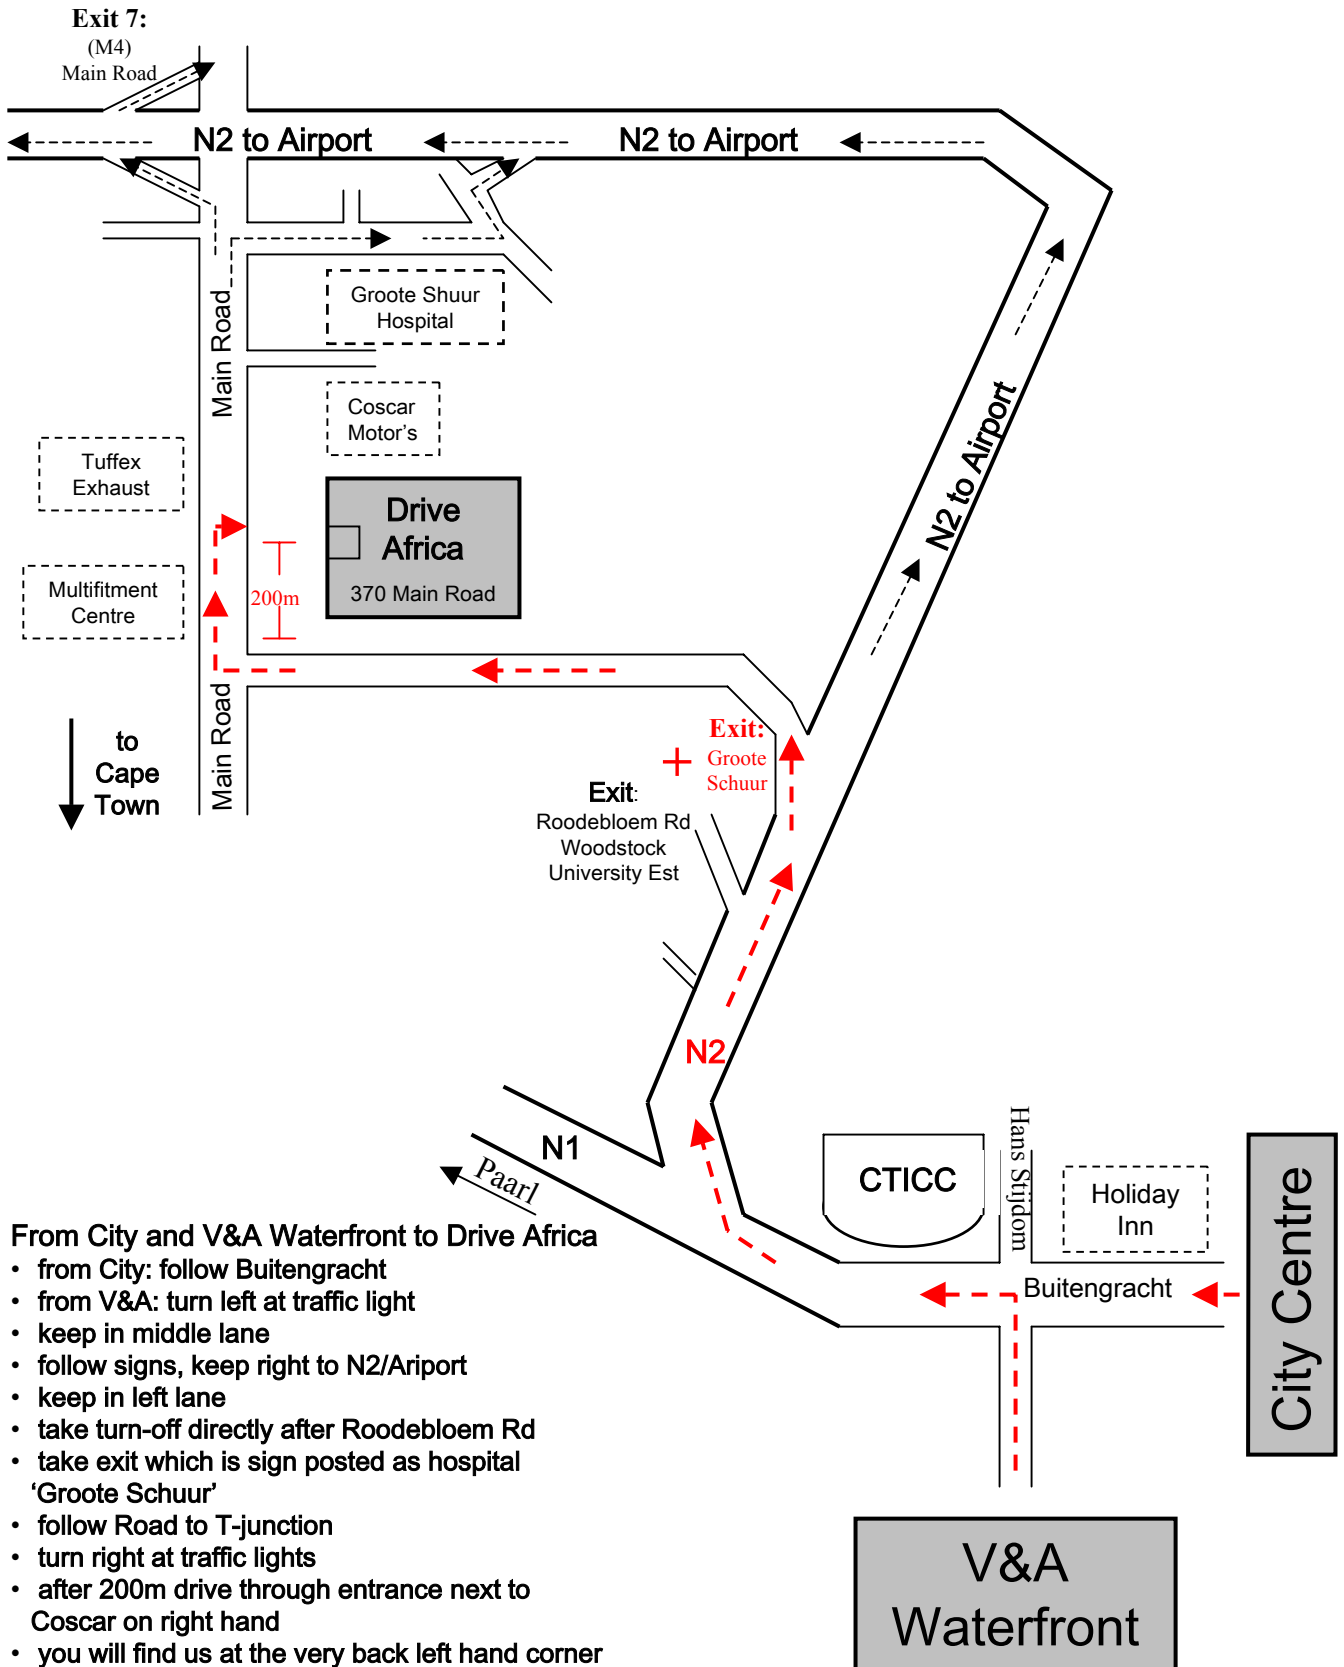 Exit 7:
(M4)
Main Road
N2 to Airport
N2 to Airport
Groote Shuur
Hospital
Main Road
Coscar
Motor's
Tuffex
Exhaust
Drive
Africa
370 Main Road
N2 to Airport
Multifitment
Centre
200m
Main Road
to
Cape
Town
Exit:
Groote
Schuur
Exit:
Roodebloem Rd
Woodstock
University Est
N2
N1
Paarl
CTICC
Hans Stijdom
Holiday
Inn
Buitengracht
City Centre
V&A
Waterfront
From City and V&A Waterfront to Drive Africa
• from City: follow Buitengracht
• from V&A: turn left at traffic light
• keep in middle lane
• follow signs, keep right to N2/Ariport
• keep in left lane
• take turn-off directly after Roodebloem Rd
• take exit which is sign posted as hospital
‘Groote Schuur’
• follow Road to T-junction
• turn right at traffic lights
• after 200m drive through entrance next to
Coscar on right hand
• you will find us at the very back left hand corner